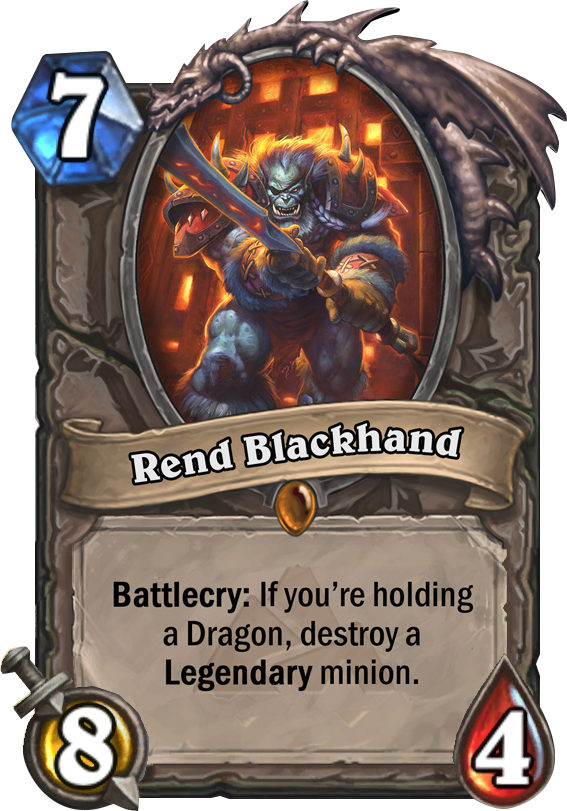 7
Rend Blackhand
Battlecry: If you're holding
a Dragon, destroy a
Legendary minion.
8
4